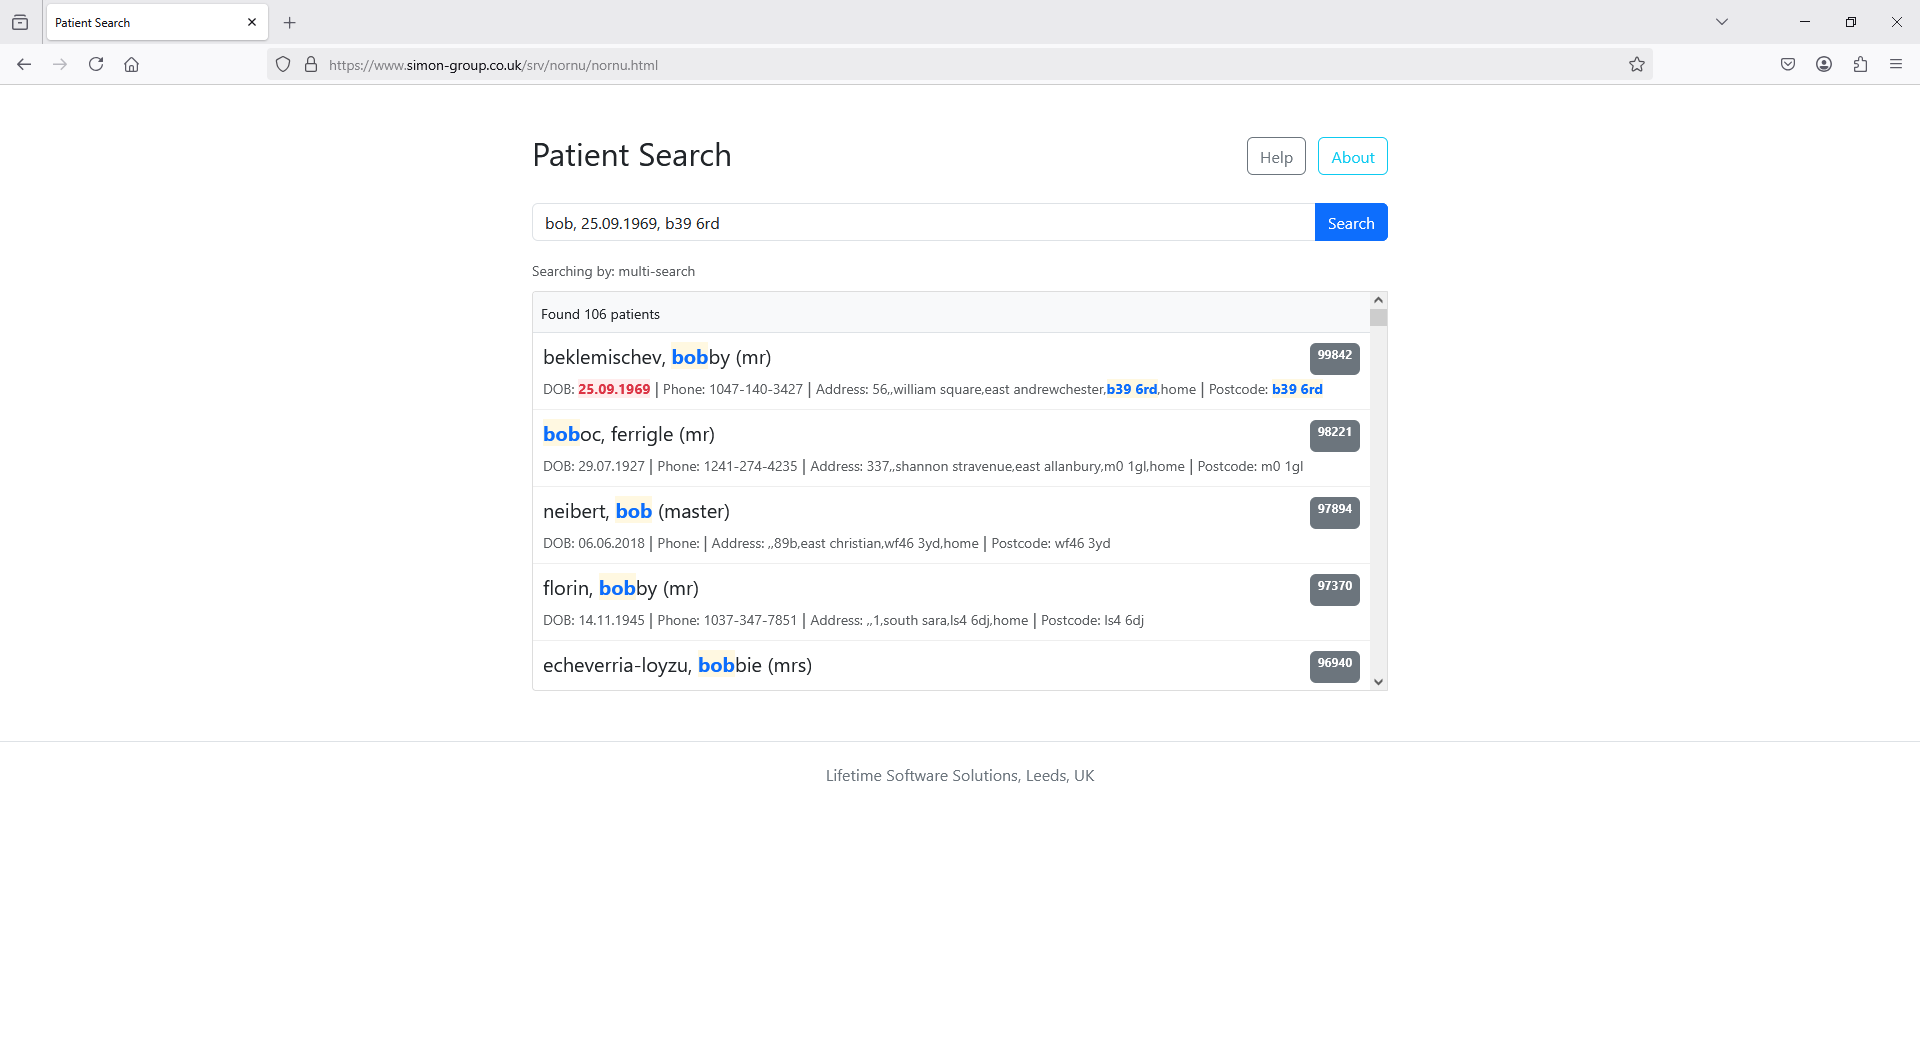 Patient Search
https://www.simon-group.co.uk/srv/nornu/nornu.html
Patient Search
Help
About
bob, 25.09.1969, b39 6rd
Search
Searching by: multi-search
Found 106 patients
beklemischev, bobby (mr)
99842
DOB: 25.09.1969 | Phone: 1047-140-3427 | Address: 56,,william square,east andrewchester,b39 6rd,home | Postcode: b39 6rd
boboc, ferrigle (mr)
98221
DOB: 29.07.1927 | Phone: 1241-274-4235 | Address: 337,,shannon stravenue,east allanbury,m0 1gl,home | Postcode: m0 1gl
neibert, bob (master)
97894
DOB: 06.06.2018 | Phone: | Address: ,,89b,east christian,wf46 3yd,home | Postcode: wf46 3yd
florin, bobby (mr)
97370
DOB: 14.11.1945 | Phone: 1037-347-7851 | Address: ,,1,south sara,ls4 6dj,home | Postcode: ls4 6dj
echeverria-loyzu, bobbie (mrs)
96940
Lifetime Software Solutions, Leeds, UK